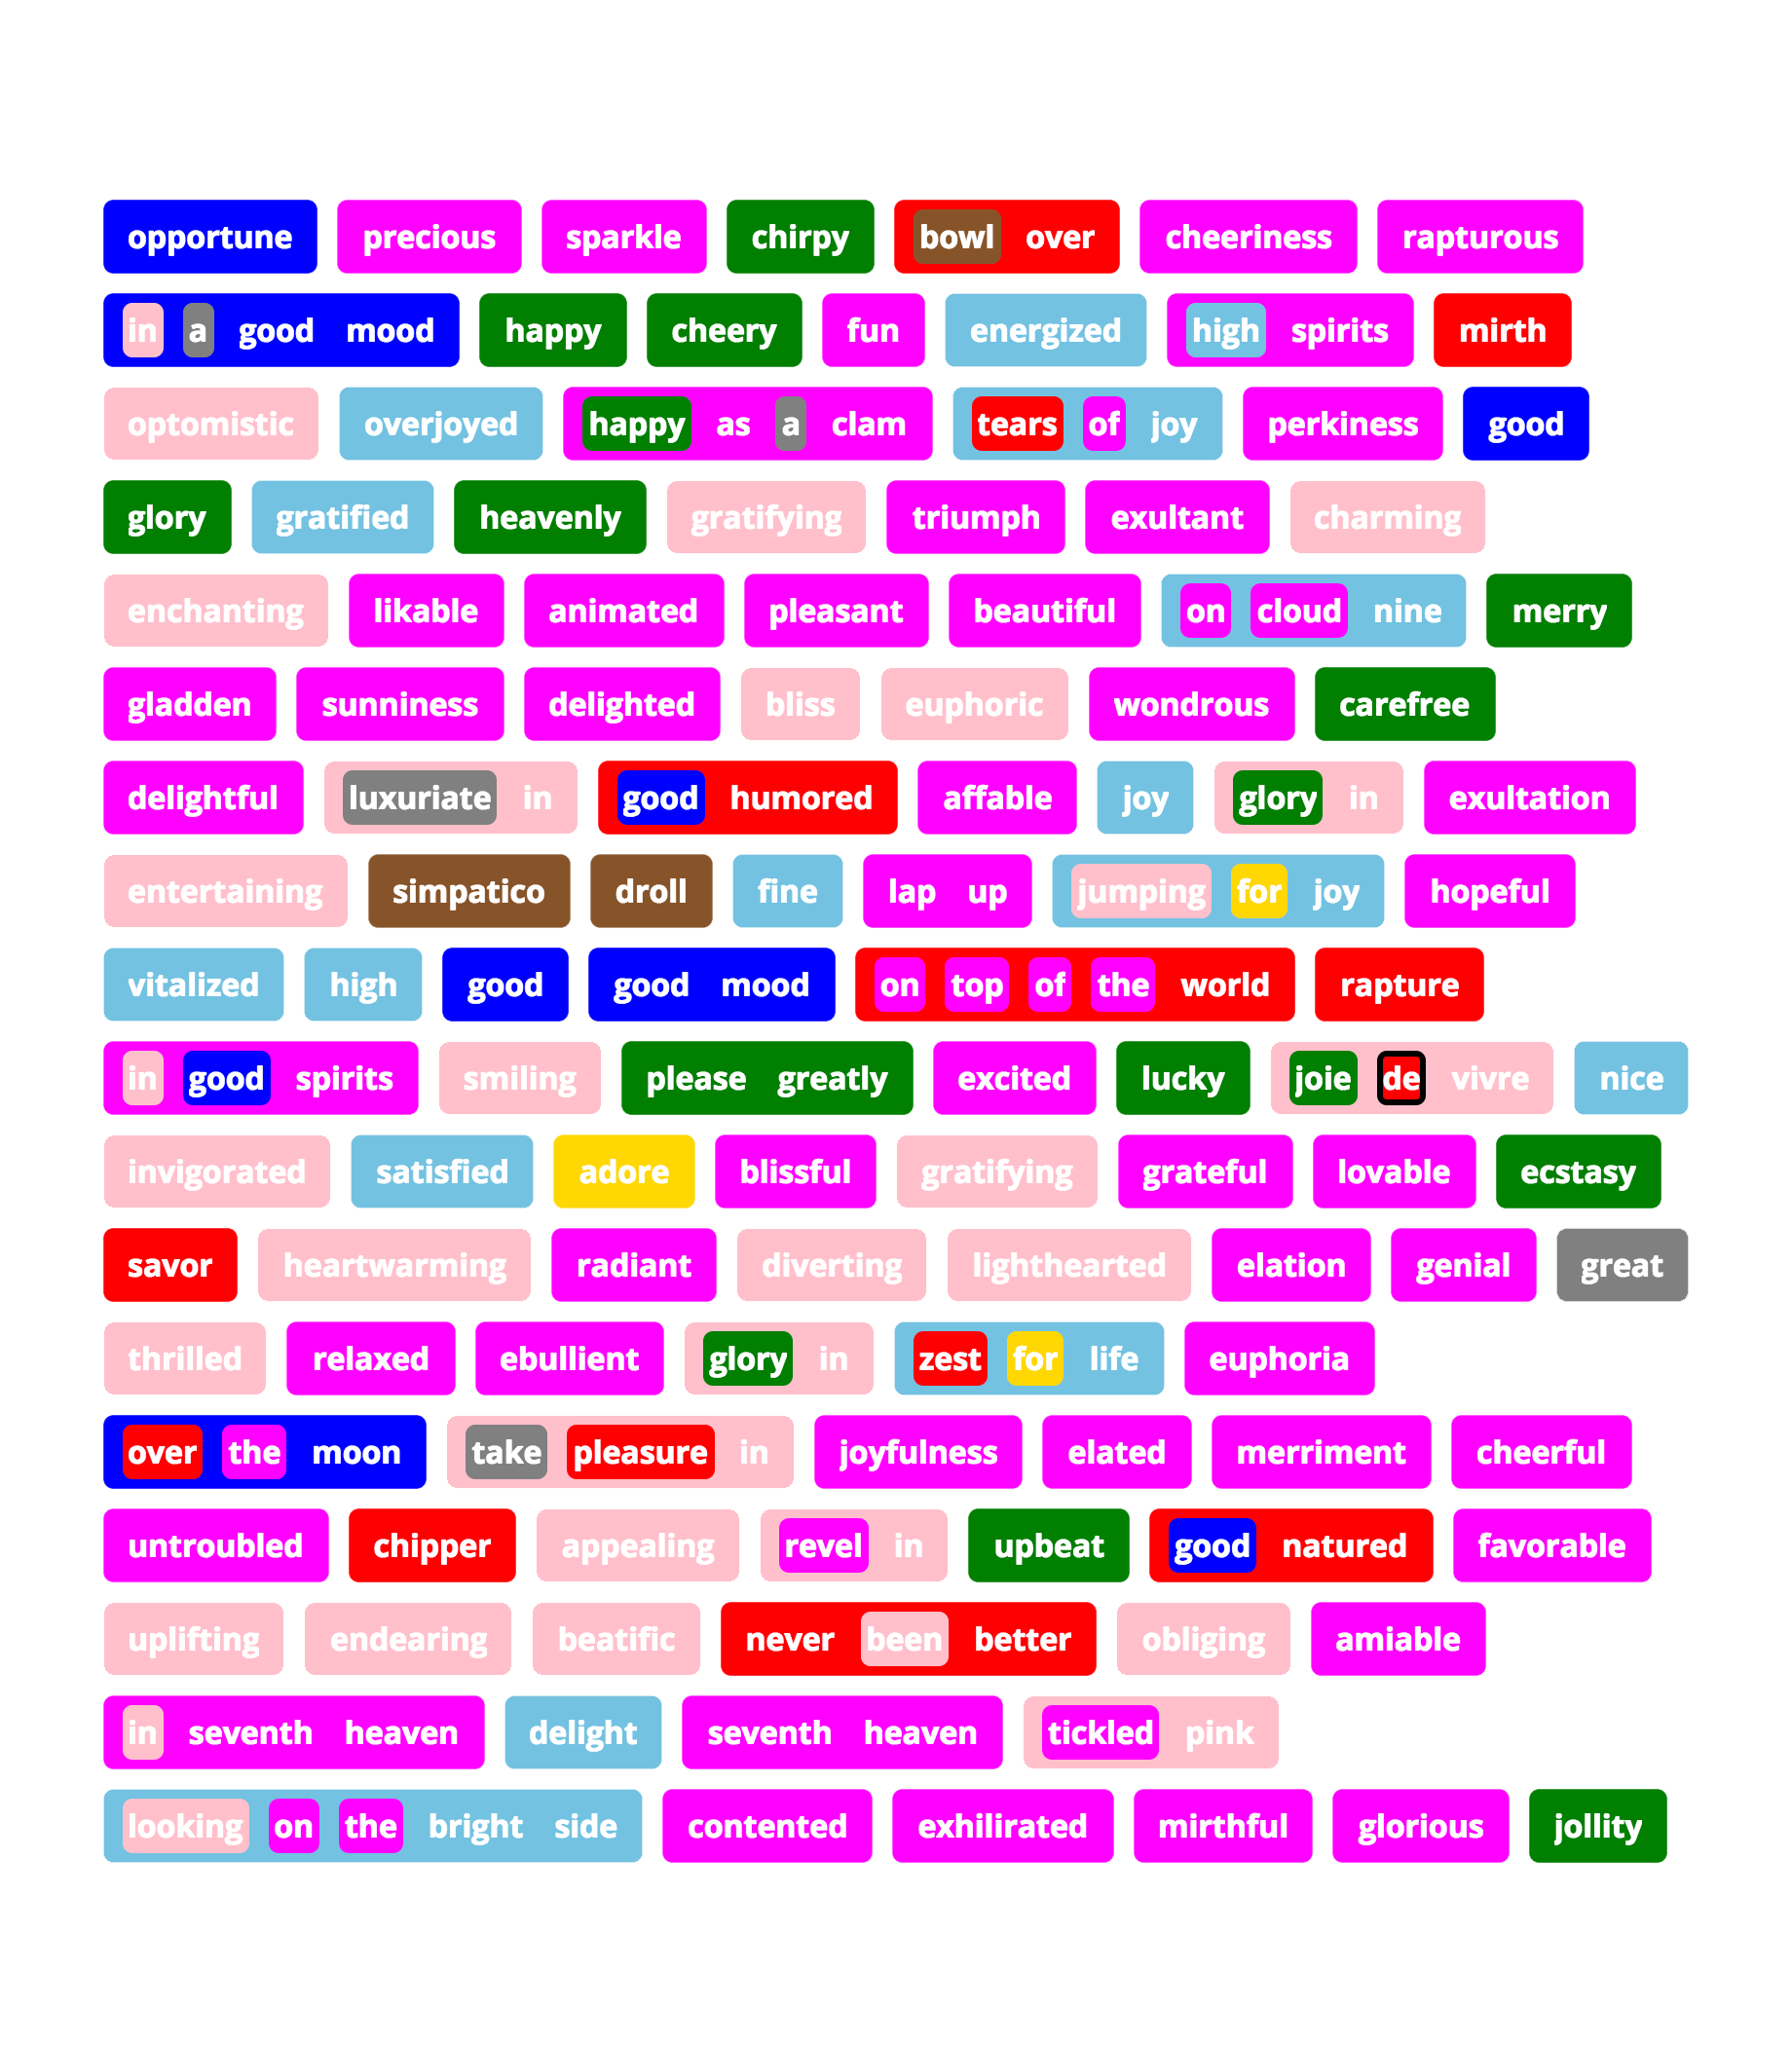 opportune precious sparkle chirpy bowl over cheeriness rapturous
in a good mood happy cheery fun energized high spirits mirth
optomistic overjoyed happy as a clam tears of joy perkiness good
glory gratified heavenly gratifying triumph exultant charming
enchanting likable animated pleasant beautiful on cloud nine merry
gladden sunniness delighted bliss euphoric wondrous carefree
delightful luxuriate in good humored affable joy glory in exultation
entertaining simpatico droll fine lap up jumping for joy hopeful
vitalized high good good mood on top of the world rapture
in good spirits smiling please greatly excited lucky joie de vivre nice
invigorated satisfied adore blissful gratifying grateful lovable ecstasy
savor heartwarming radiant diverting lighthearted elation genial great
thrilled relaxed ebullient glory in zest for life euphoria
over the moon take pleasure in joyfulness elated merriment cheerful
untroubled chipper appealing revel in upbeat good natured favorable
uplifting endearing beatific never been better obliging amiable
in seventh heaven delight seventh heaven tickled pink
looking on the bright side contented exhilirated mirthful glorious jollity